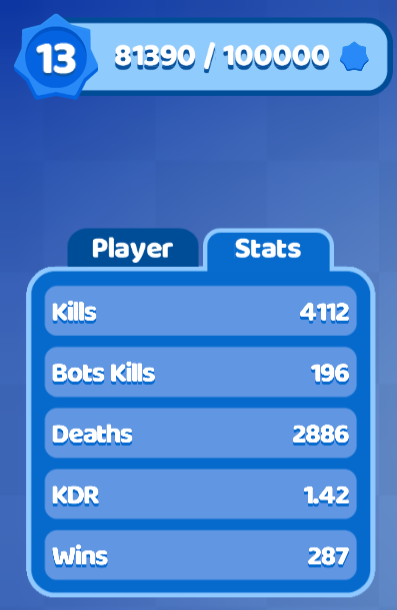 13 81390 / 100000
Player Stats
Kills 4112
Bots Kills 196
Deaths 2886
KDR 1.42
Wins 287